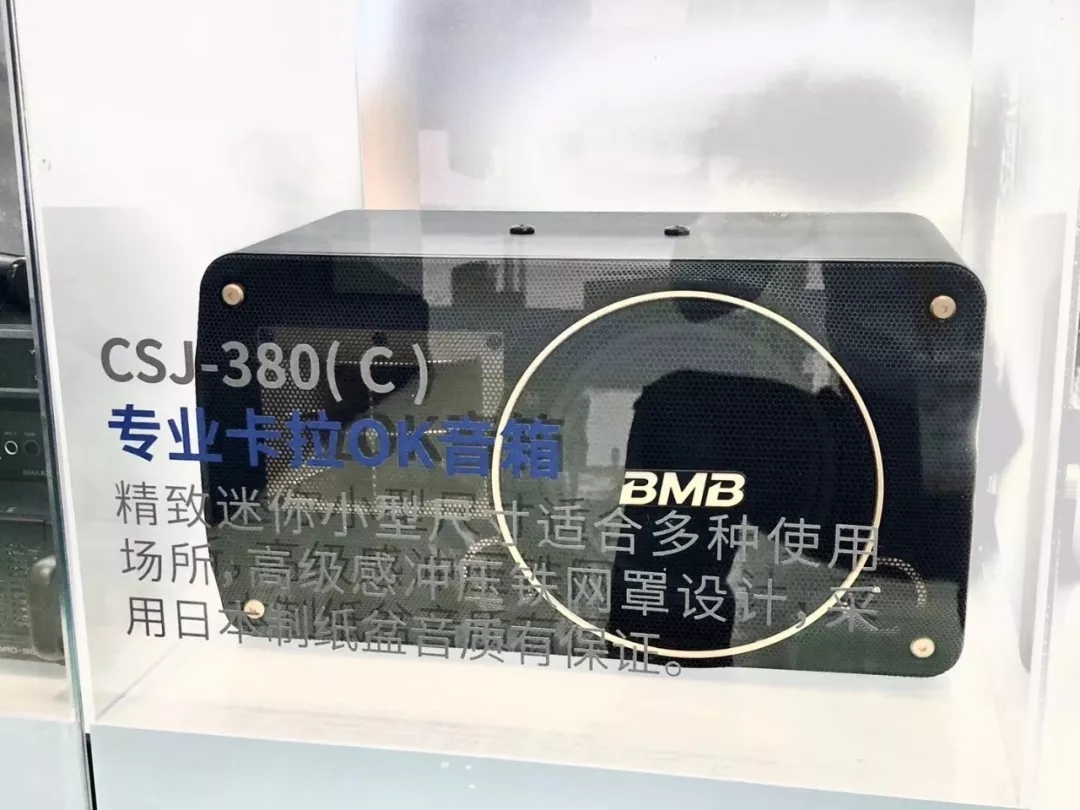 CSJ-380( C )
专业卡拉OK音箱
BMB
精致迷你小型尺寸适合多种使用
场所，高级感冲压铁网罩设计，采
用日本制纸盆音质有保证。